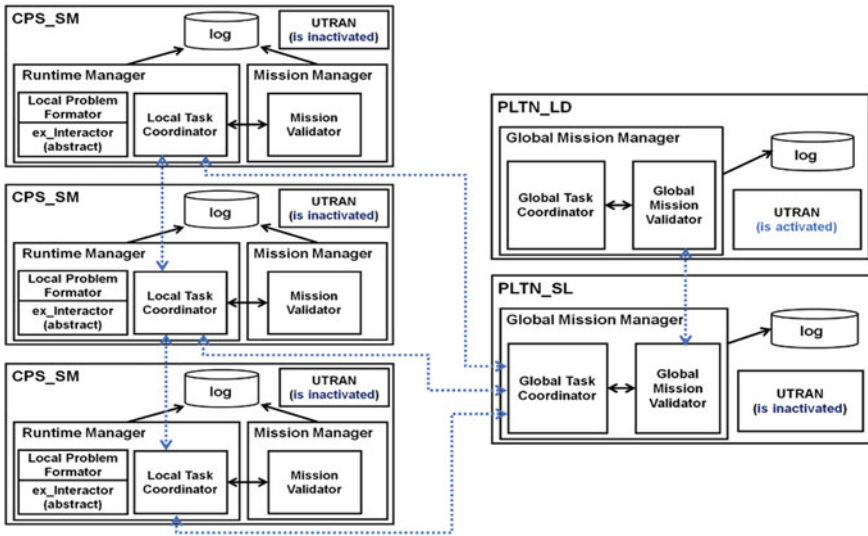 CPS_SM
log
UTRAN
(is inactivated)
Runtime Manager
Mission Manager
Local Problem
Formator
ex_Interactor
(abstract)
Local Task
Coordinator
Mission
Validator
CPS_SM
log
UTRAN
(is inactivated)
Runtime Manager
Mission Manager
Local Problem
Formator
ex_Interactor
(abstract)
Local Task
Coordinator
Mission
Validator
CPS_SM
log
UTRAN
(is inactivated)
Runtime Manager
Mission Manager
Local Problem
Formator
ex_Interactor
(abstract)
Local Task
Coordinator
Mission
Validator
PLTN_LD
Global Mission Manager
log
Global Task
Coordinator
Global
Mission
Validator
UTRAN
(is activated)
PLTN_SL
Global Mission Manager
log
Global Task
Coordinator
Global
Mission
Validator
UTRAN
(is inactivated)